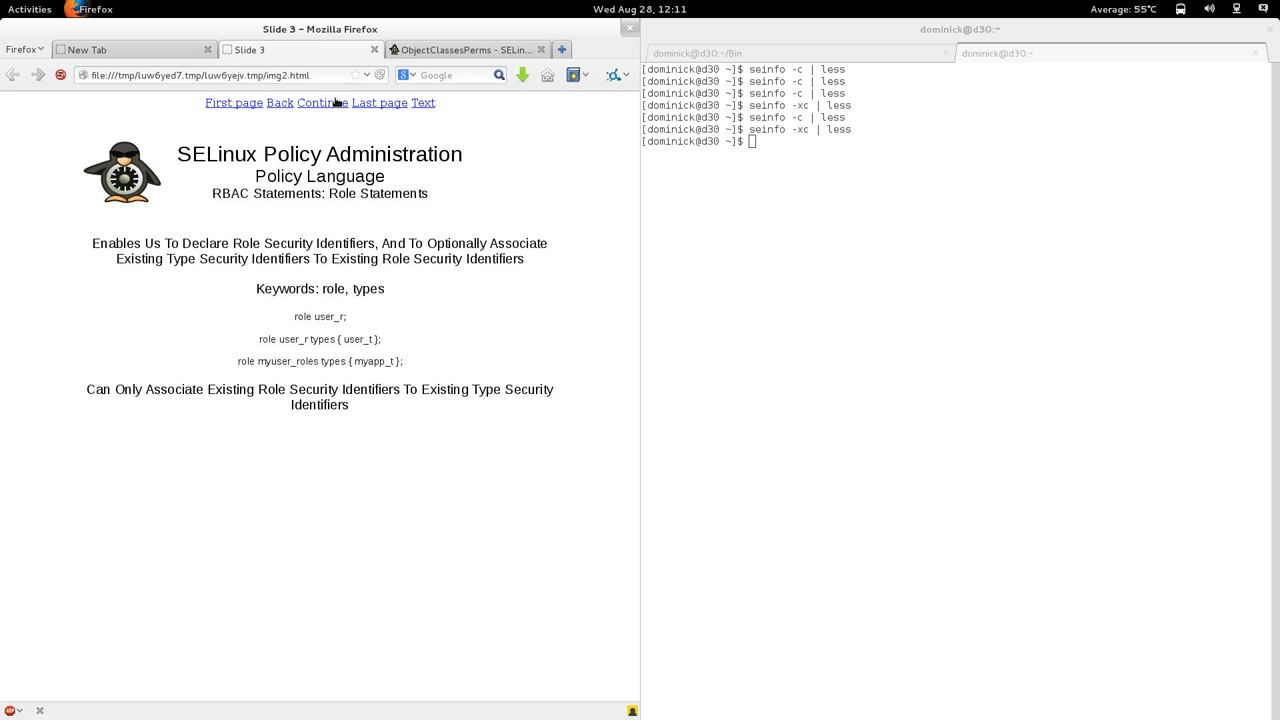 Activities
Firefox
Wed Aug 28, 12:11
Average: 55°C
Slide 3 - Mozilla Firefox
Firefox
New Tab
Slide 3
ObjectClassesPerms - SELin...
file:///tmp/luw6yed7.tmp/luw6yejv.tmp/img2.html
Google
First page Back Continue Last page Text
SELinux Policy Administration
Policy Language
RBAC Statements: Role Statements
Enables Us To Declare Role Security Identifiers, And To Optionally Associate
Existing Type Security Identifiers To Existing Role Security Identifiers
Keywords: role, types
role user_r;
role user_r types { user_t };
role myuser_roles types { myapp_t };
Can Only Associate Existing Role Security Identifiers To Existing Type Security
Identifiers
ABP
dominick@d30:~
dominick@d30:~/Bin
dominick@d30:~
[dominick@d30 ~]$ seinfo -c | less
[dominick@d30 ~]$ seinfo -c | less
[dominick@d30 ~]$ seinfo -c | less
[dominick@d30 ~]$ seinfo -xc | less
[dominick@d30 ~]$ seinfo -c | less
[dominick@d30 ~]$ seinfo -xc | less
[dominick@d30 ~]$